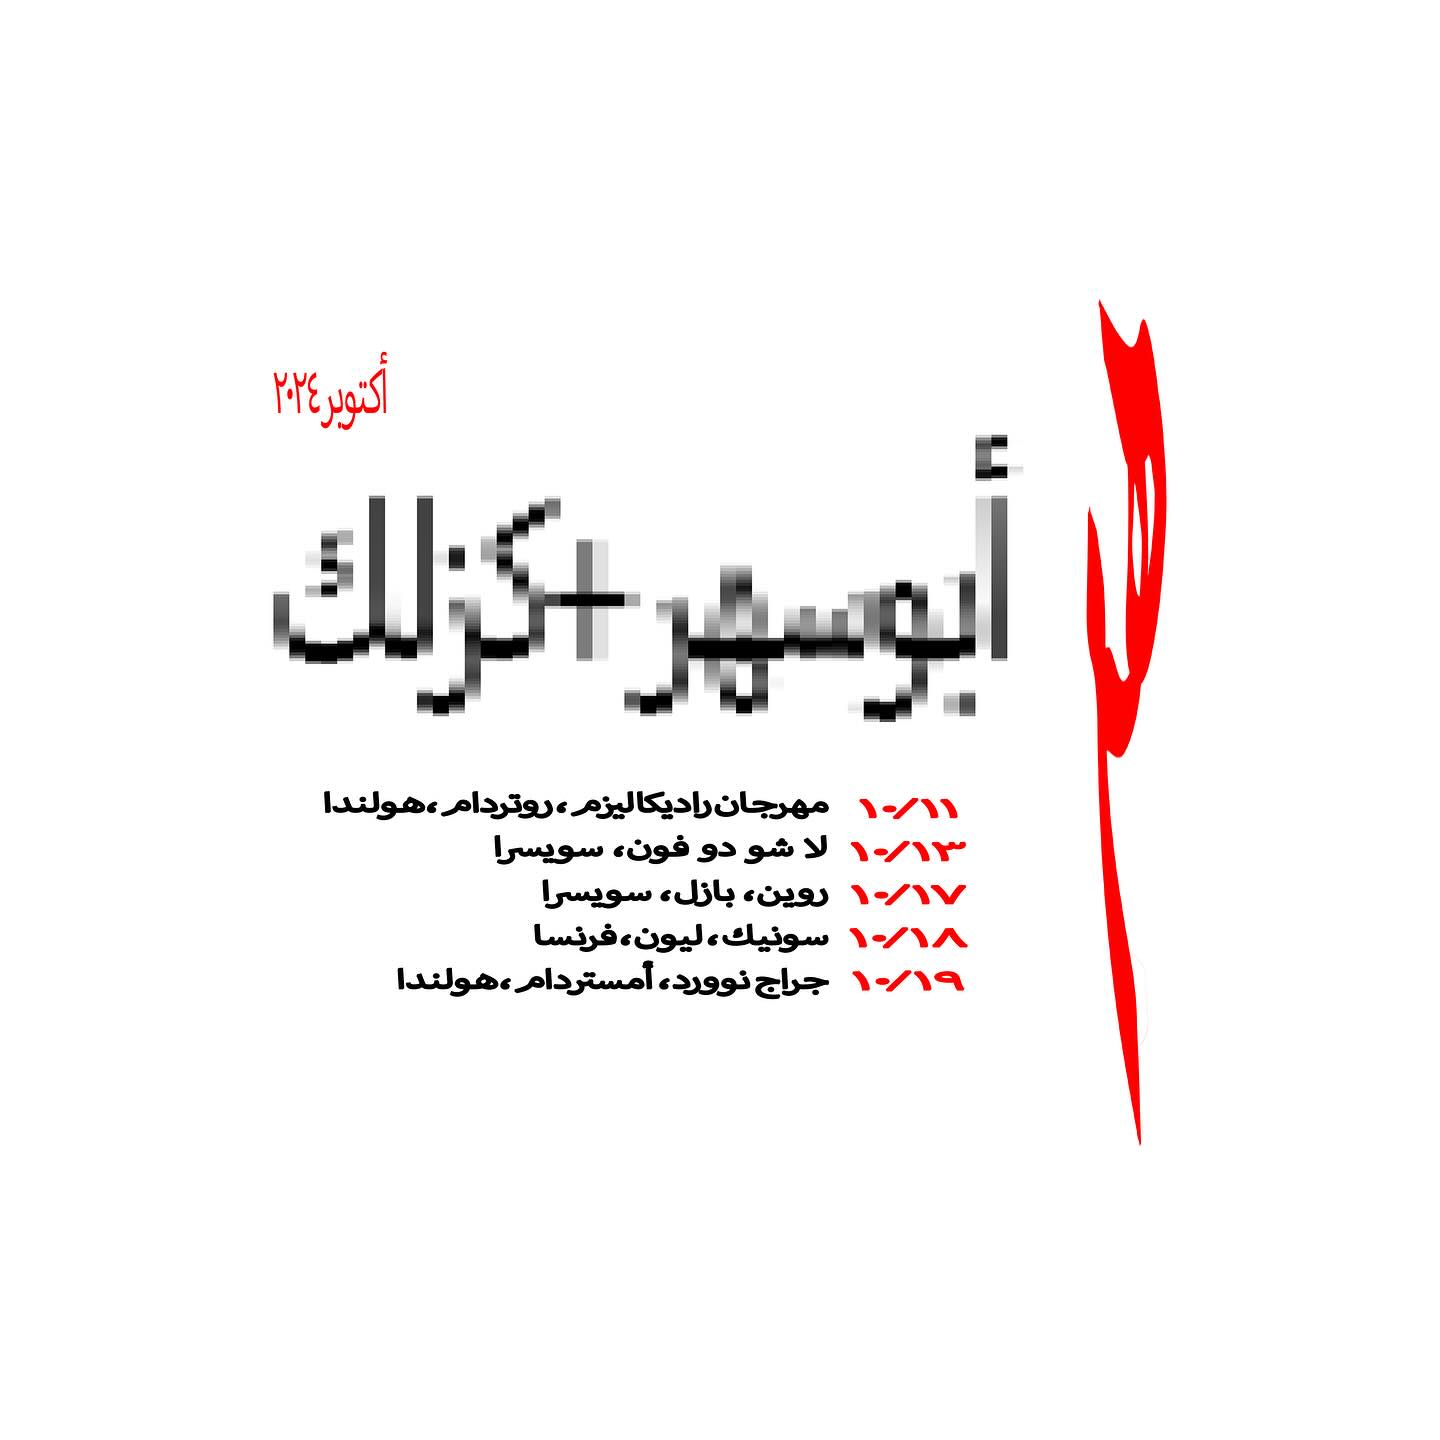 أكتوبر ٢٠٢٤
أبوسهر + كزلك
١٠/١١ مهرجان راديكاليزم، روتردام، هولندا
١٠/١٣ لا شو دو فون، سويسرا
١٠/١٧ روين، بازل، سويسرا
١٠/١٨ سونيك، ليون، فرنسا
١٠/١٩ جراج نوورد، أمستردام، هولندا